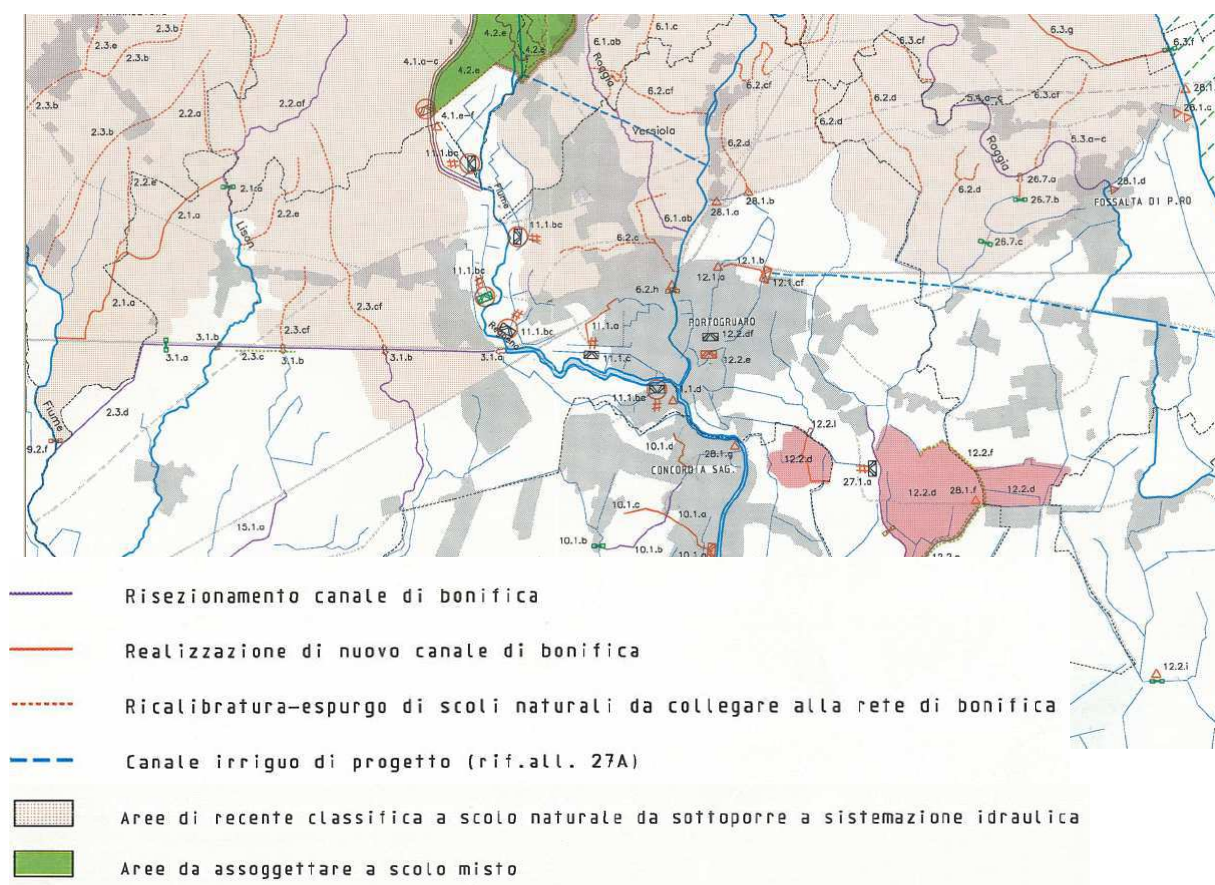 2.3.b
2.3.e
2.3.b
2.2.a
2.2.af
2.3.b
2.3.b
2.2.e
2.1.a
2.1.a
2.2.e
2.1.a
Lison
4.1.a-c
4.2.e
4.2.e
4.1.e-f
11.1.bc
Fiume
11.1.bc
11.1.bc
11.1.bc
6.1.ab
6.1.c
Roggia
6.2.cf
6.2.cf
Versiola
6.2.d
6.1.ab
28.1.a
28.1.b
6.2.c
6.2.h
12.1.a
12.1.b
12.1.cf
6.3.g
6.3.f
6.3.cf
6.2.d
6.2.d
6.3.cf
Roggia
5.3.a-c
26.7.a
26.7.b
26.7.c
6.2.d
28.1.d
28.1.c
FOSSALTA DI P.RO
PORTOGRUARO
12.2.df
12.2.e
11.1.a
11.1.c
11.1.be
3.1.a
3.1.b
2.3.c
2.3.cf
3.1.b
2.3.cf
3.1.b
3.1.a
2.3.d
Fiume
9.2.f
15.1.a
10.1.d
CONCORDIA SAG.
28.1.g
10.1.c
10.1.a
10.1.b
10.1.b
12.2.d
12.2.i
27.1.a
12.2.d
28.1.f
12.2.f
12.2.d
12.2.i
Risezionamento canale di bonifica
Realizzazione di nuovo canale di bonifica
Ricalibratura-espurgo di scoli naturali da collegare alla rete di bonifica
Canale irriguo di progetto (rif.all. 27A)
Aree di recente classifica a scolo naturale da sottoporre a sistemazione idraulica
Aree da assoggettare a scolo misto